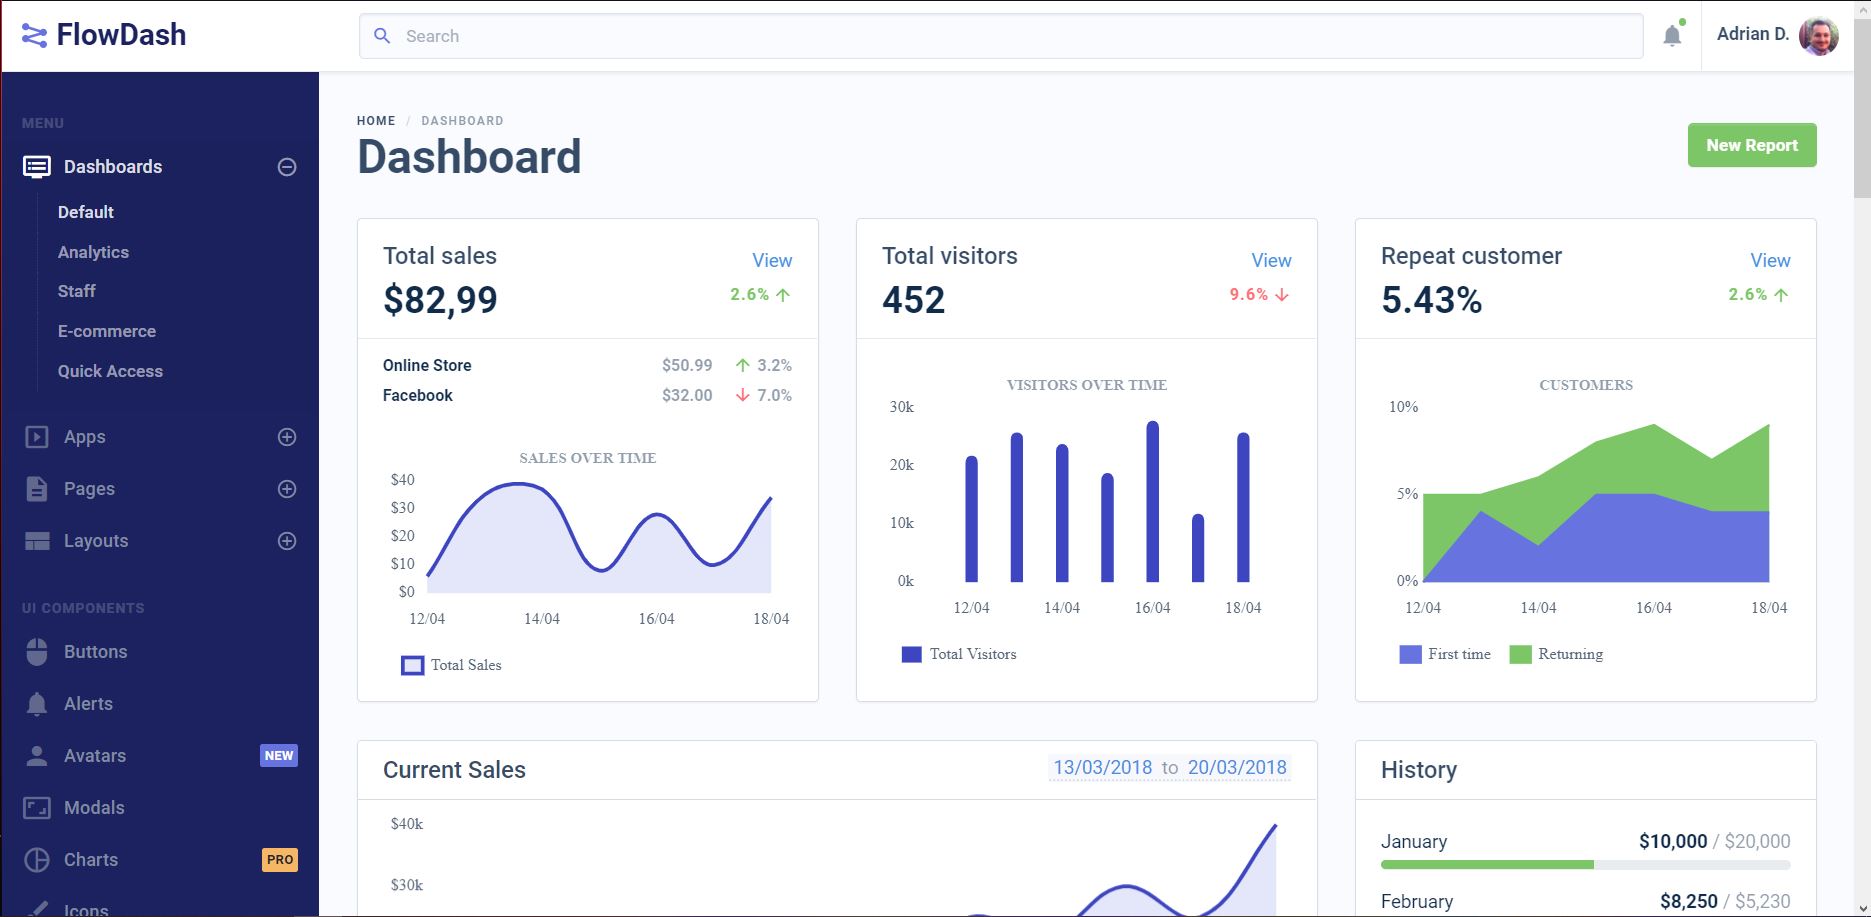 FlowDash
Search
Adrian D.
MENU
Dashboards
Default
Analytics
Staff
E-commerce
Quick Access
Apps
Pages
Layouts
UI COMPONENTS
Buttons
Alerts
Avatars NEW
Modals
Charts PRO
Icons
HOME / DASHBOARD
Dashboard
New Report
Total sales View
$82,99 2.6%
Online Store $50.99 3.2%
Facebook $32.00 7.0%
SALES OVER TIME
$40
$30
$20
$10
$0
12/04 14/04 16/04 18/04
Total Sales
Total visitors View
452 9.6%
VISITORS OVER TIME
30k
20k
10k
0k
12/04 14/04 16/04 18/04
Total Visitors
Repeat customer View
5.43% 2.6%
CUSTOMERS
10%
5%
0%
12/04 14/04 16/04 18/04
First time Returning
Current Sales 13/03/2018 to 20/03/2018
$40k
$30k
History
January $10,000 / $20,000
February $8,250 / $5,230